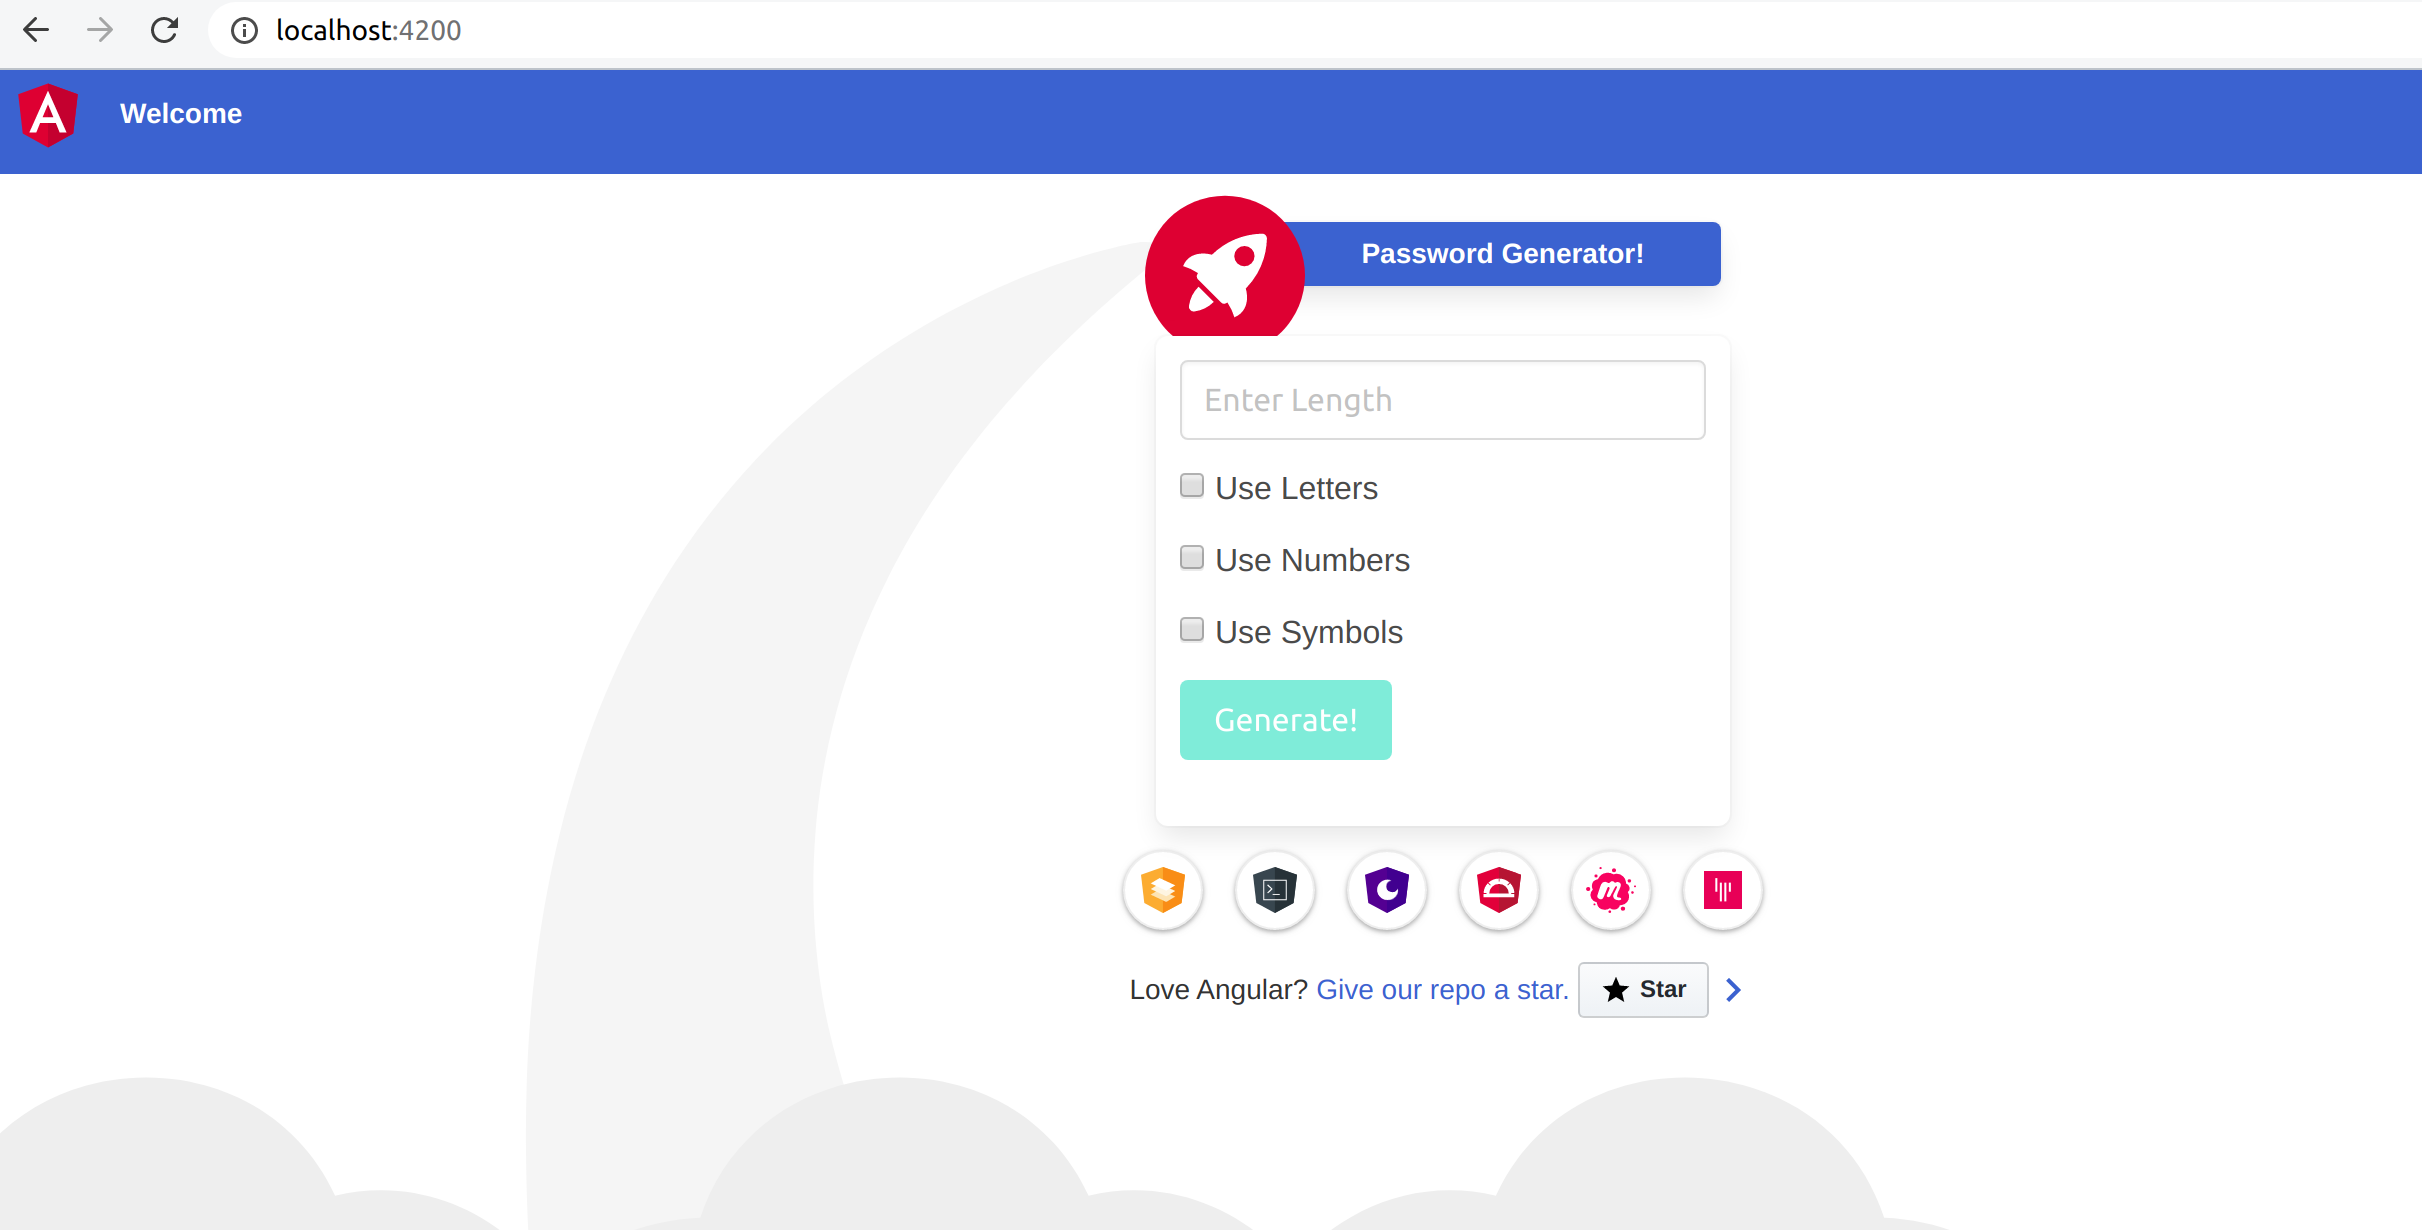 localhost:4200
Welcome
Password Generator!
Enter Length
Use Letters
Use Numbers
Use Symbols
Generate!
Love Angular? Give our repo a star. Star